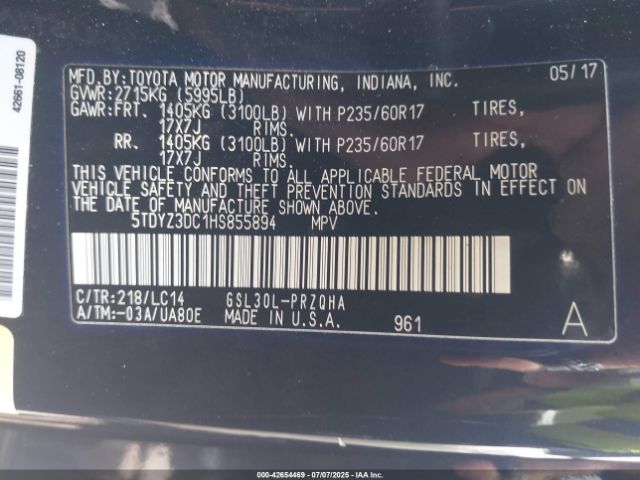 42661-08120
MFD.BY:TOYOTA MOTOR MANUFACTURING, INDIANA, INC. 05/17
GVWR:2715KG (5995LB)
GAWR:FRT. 1405KG (3100LB) WITH P235/60R17 TIRES,
17X7J RIMS.
RR. 1405KG (3100LB) WITH P235/60R17 TIRES,
17X7J RIMS.
THIS VEHICLE CONFORMS TO ALL APPLICABLE FEDERAL MOTOR
VEHICLE SAFETY AND THEFT PREVENTION STANDARDS IN EFFECT ON
THE DATE OF MANUFACTURE SHOWN ABOVE.
5TDYZ3DC1HS855894 MPV
C/TR:218/LC14 GSL30L-PRZQHA
A/TM:-03A/UA80E MADE IN U.S.A. 961 A
000-42654469 | 07/07/2025 | IAA Inc.